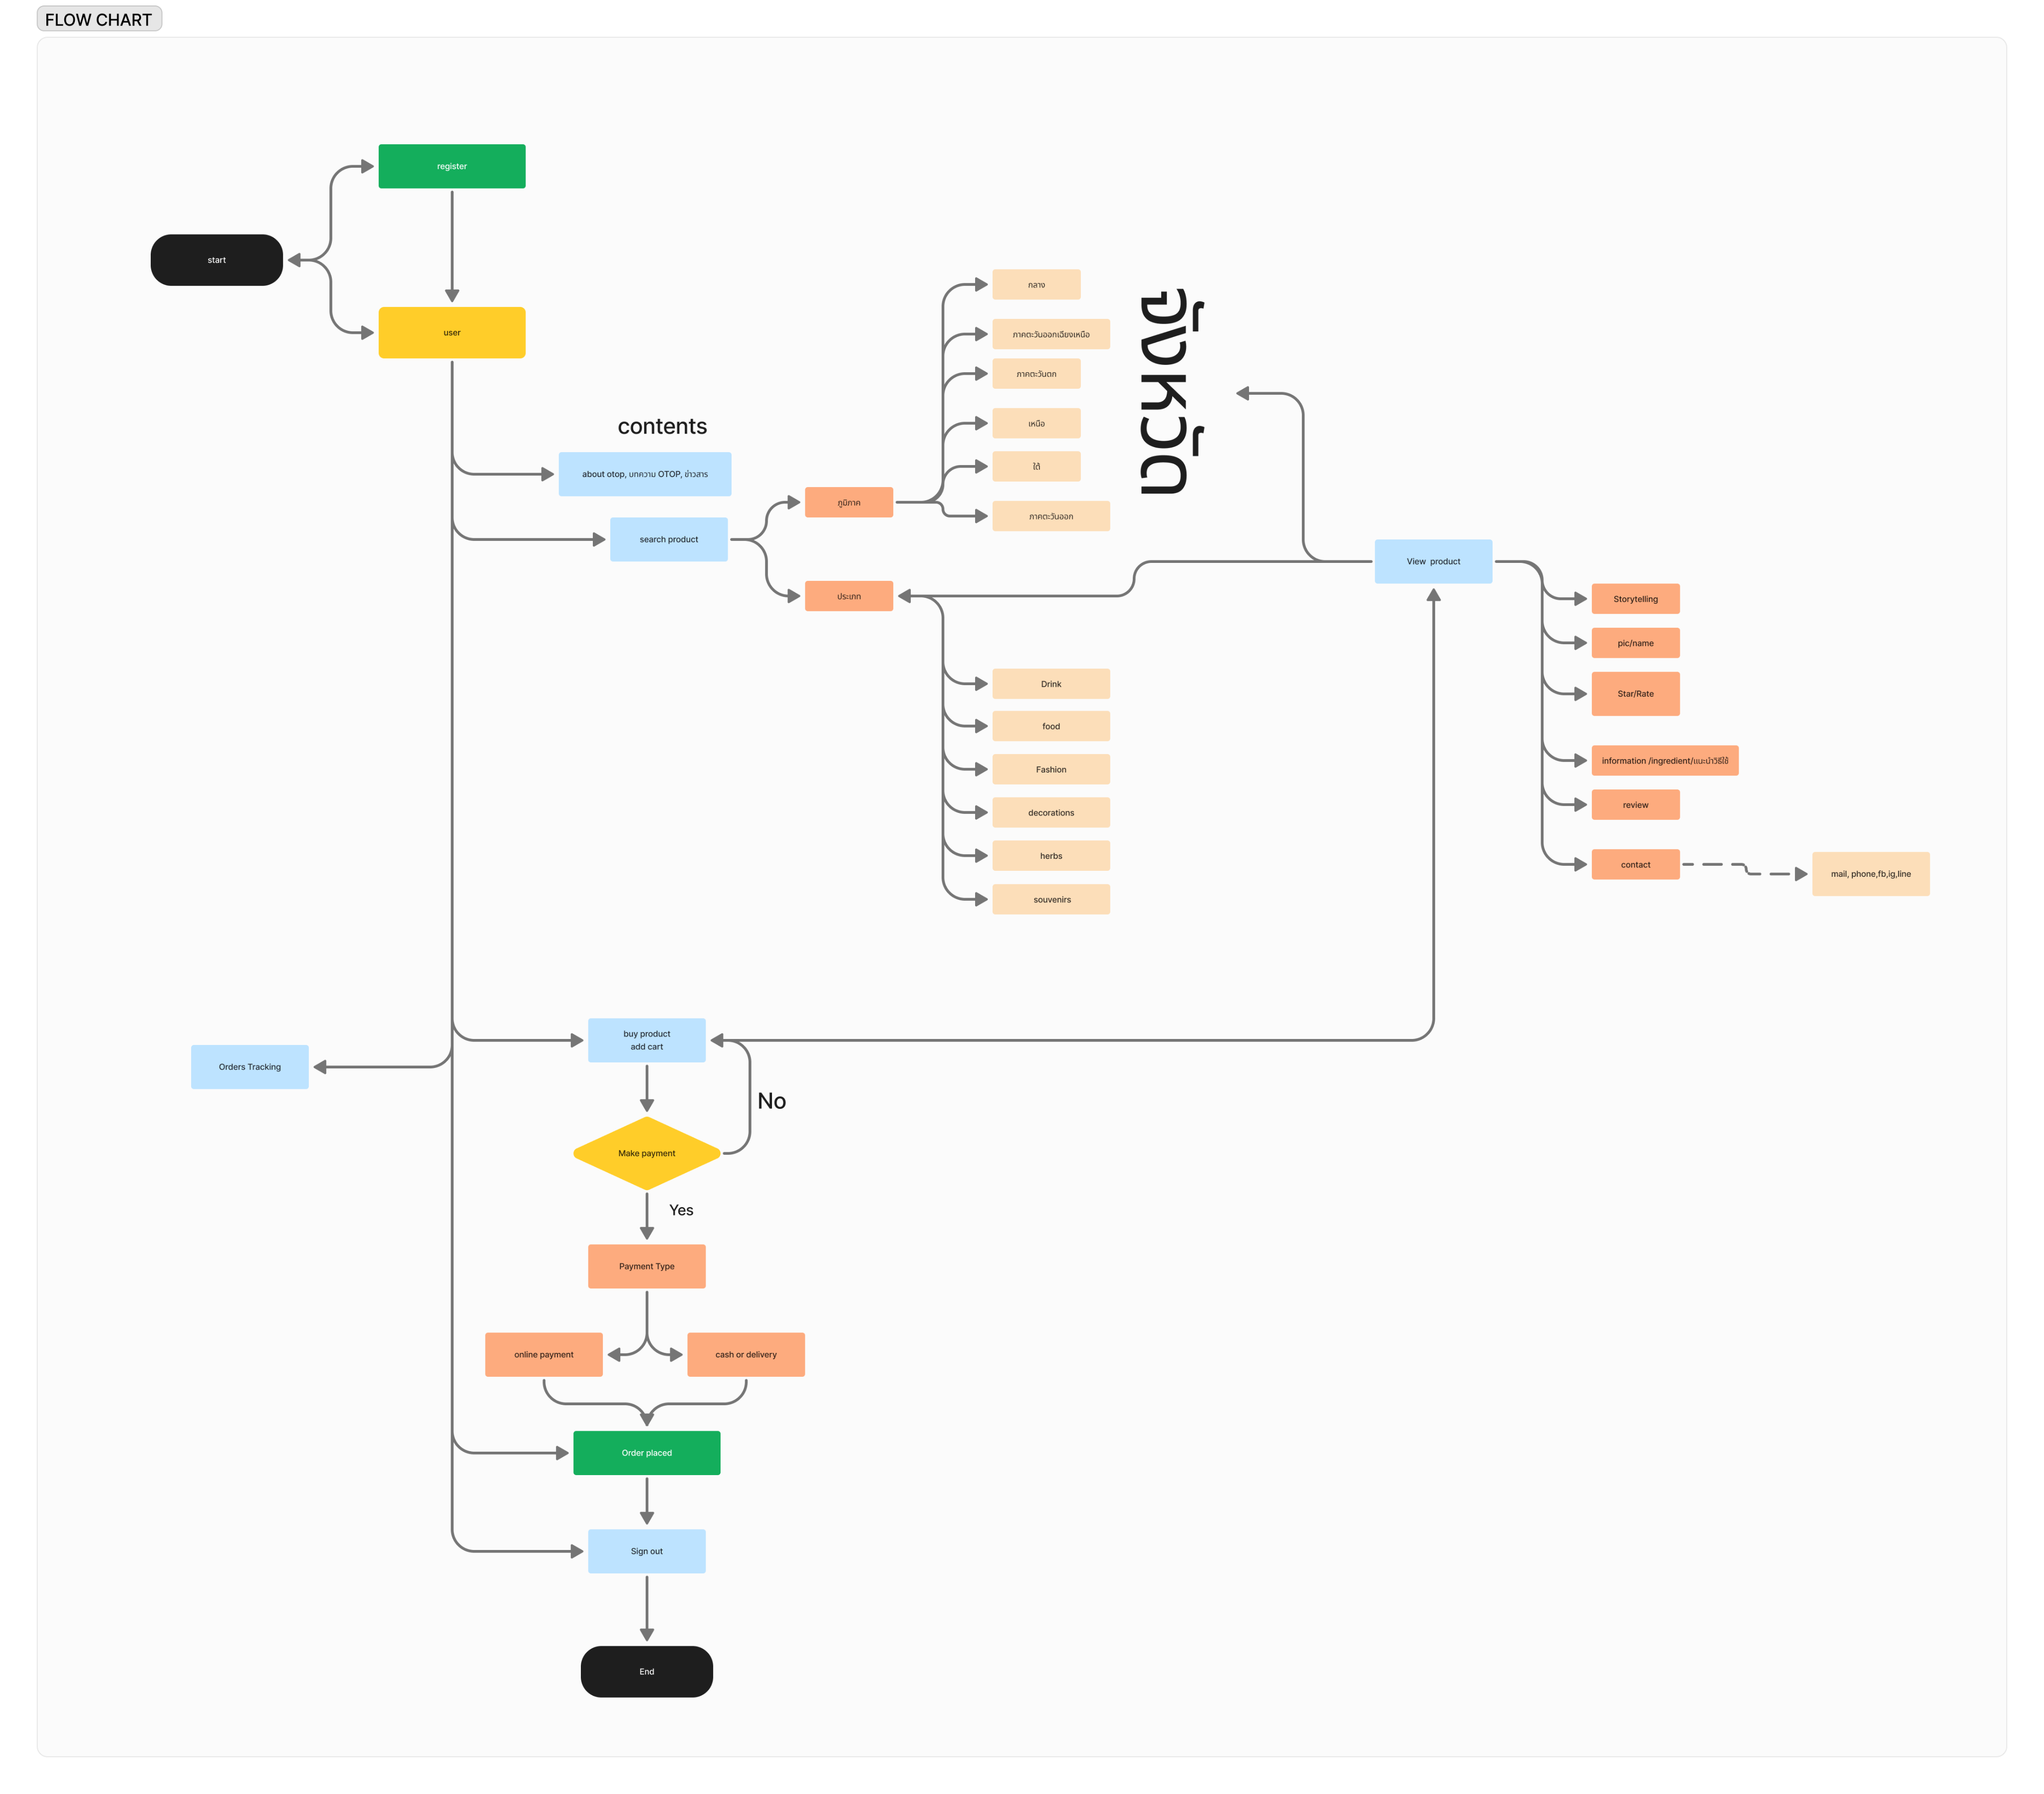 FLOW CHART
register
start
user
contents
about otop, บทความ OTOP, ข่าวสาร
search product
ภูมิภาค
ประเภท
กลาง
ภาคตะวันออกเฉียงเหนือ
ภาคตะวันตก
เหนือ
ใต้
ภาคตะวันออก
จังหวัด
Drink
food
Fashion
decorations
herbs
souvenirs
View product
Storytelling
pic/name
Star/Rate
information /ingredient/แนะนำวิธีใช้
review
contact
mail, phone,fb,ig,line
Orders Tracking
buy product
add cart
No
Make payment
Yes
Payment Type
online payment
cash or delivery
Order placed
Sign out
End